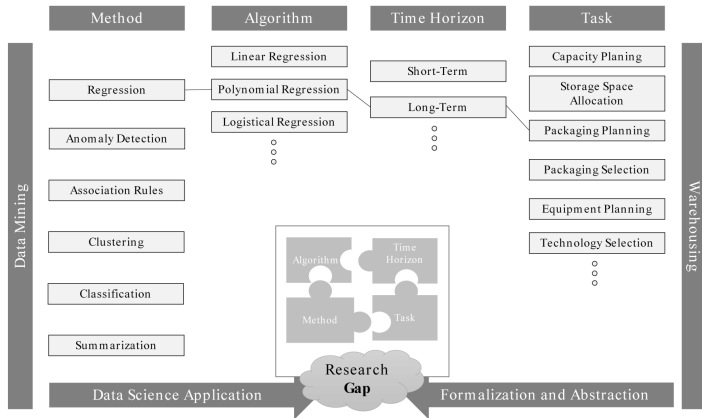 Method
Algorithm
Time Horizon
Task
Data Mining
Regression
Anomaly Detection
Association Rules
Clustering
Classification
Summarization
Linear Regression
Polynomial Regression
Logistical Regression
Short-Term
Long-Term
Capacity Planing
Storage Space
Allocation
Packaging Planning
Packaging Selection
Equipment Planning
Technology Selection
Warehousing
Algorithm
Time
Horizon
Method
Task
Research
Gap
Data Science Application
Formalization and Abstraction